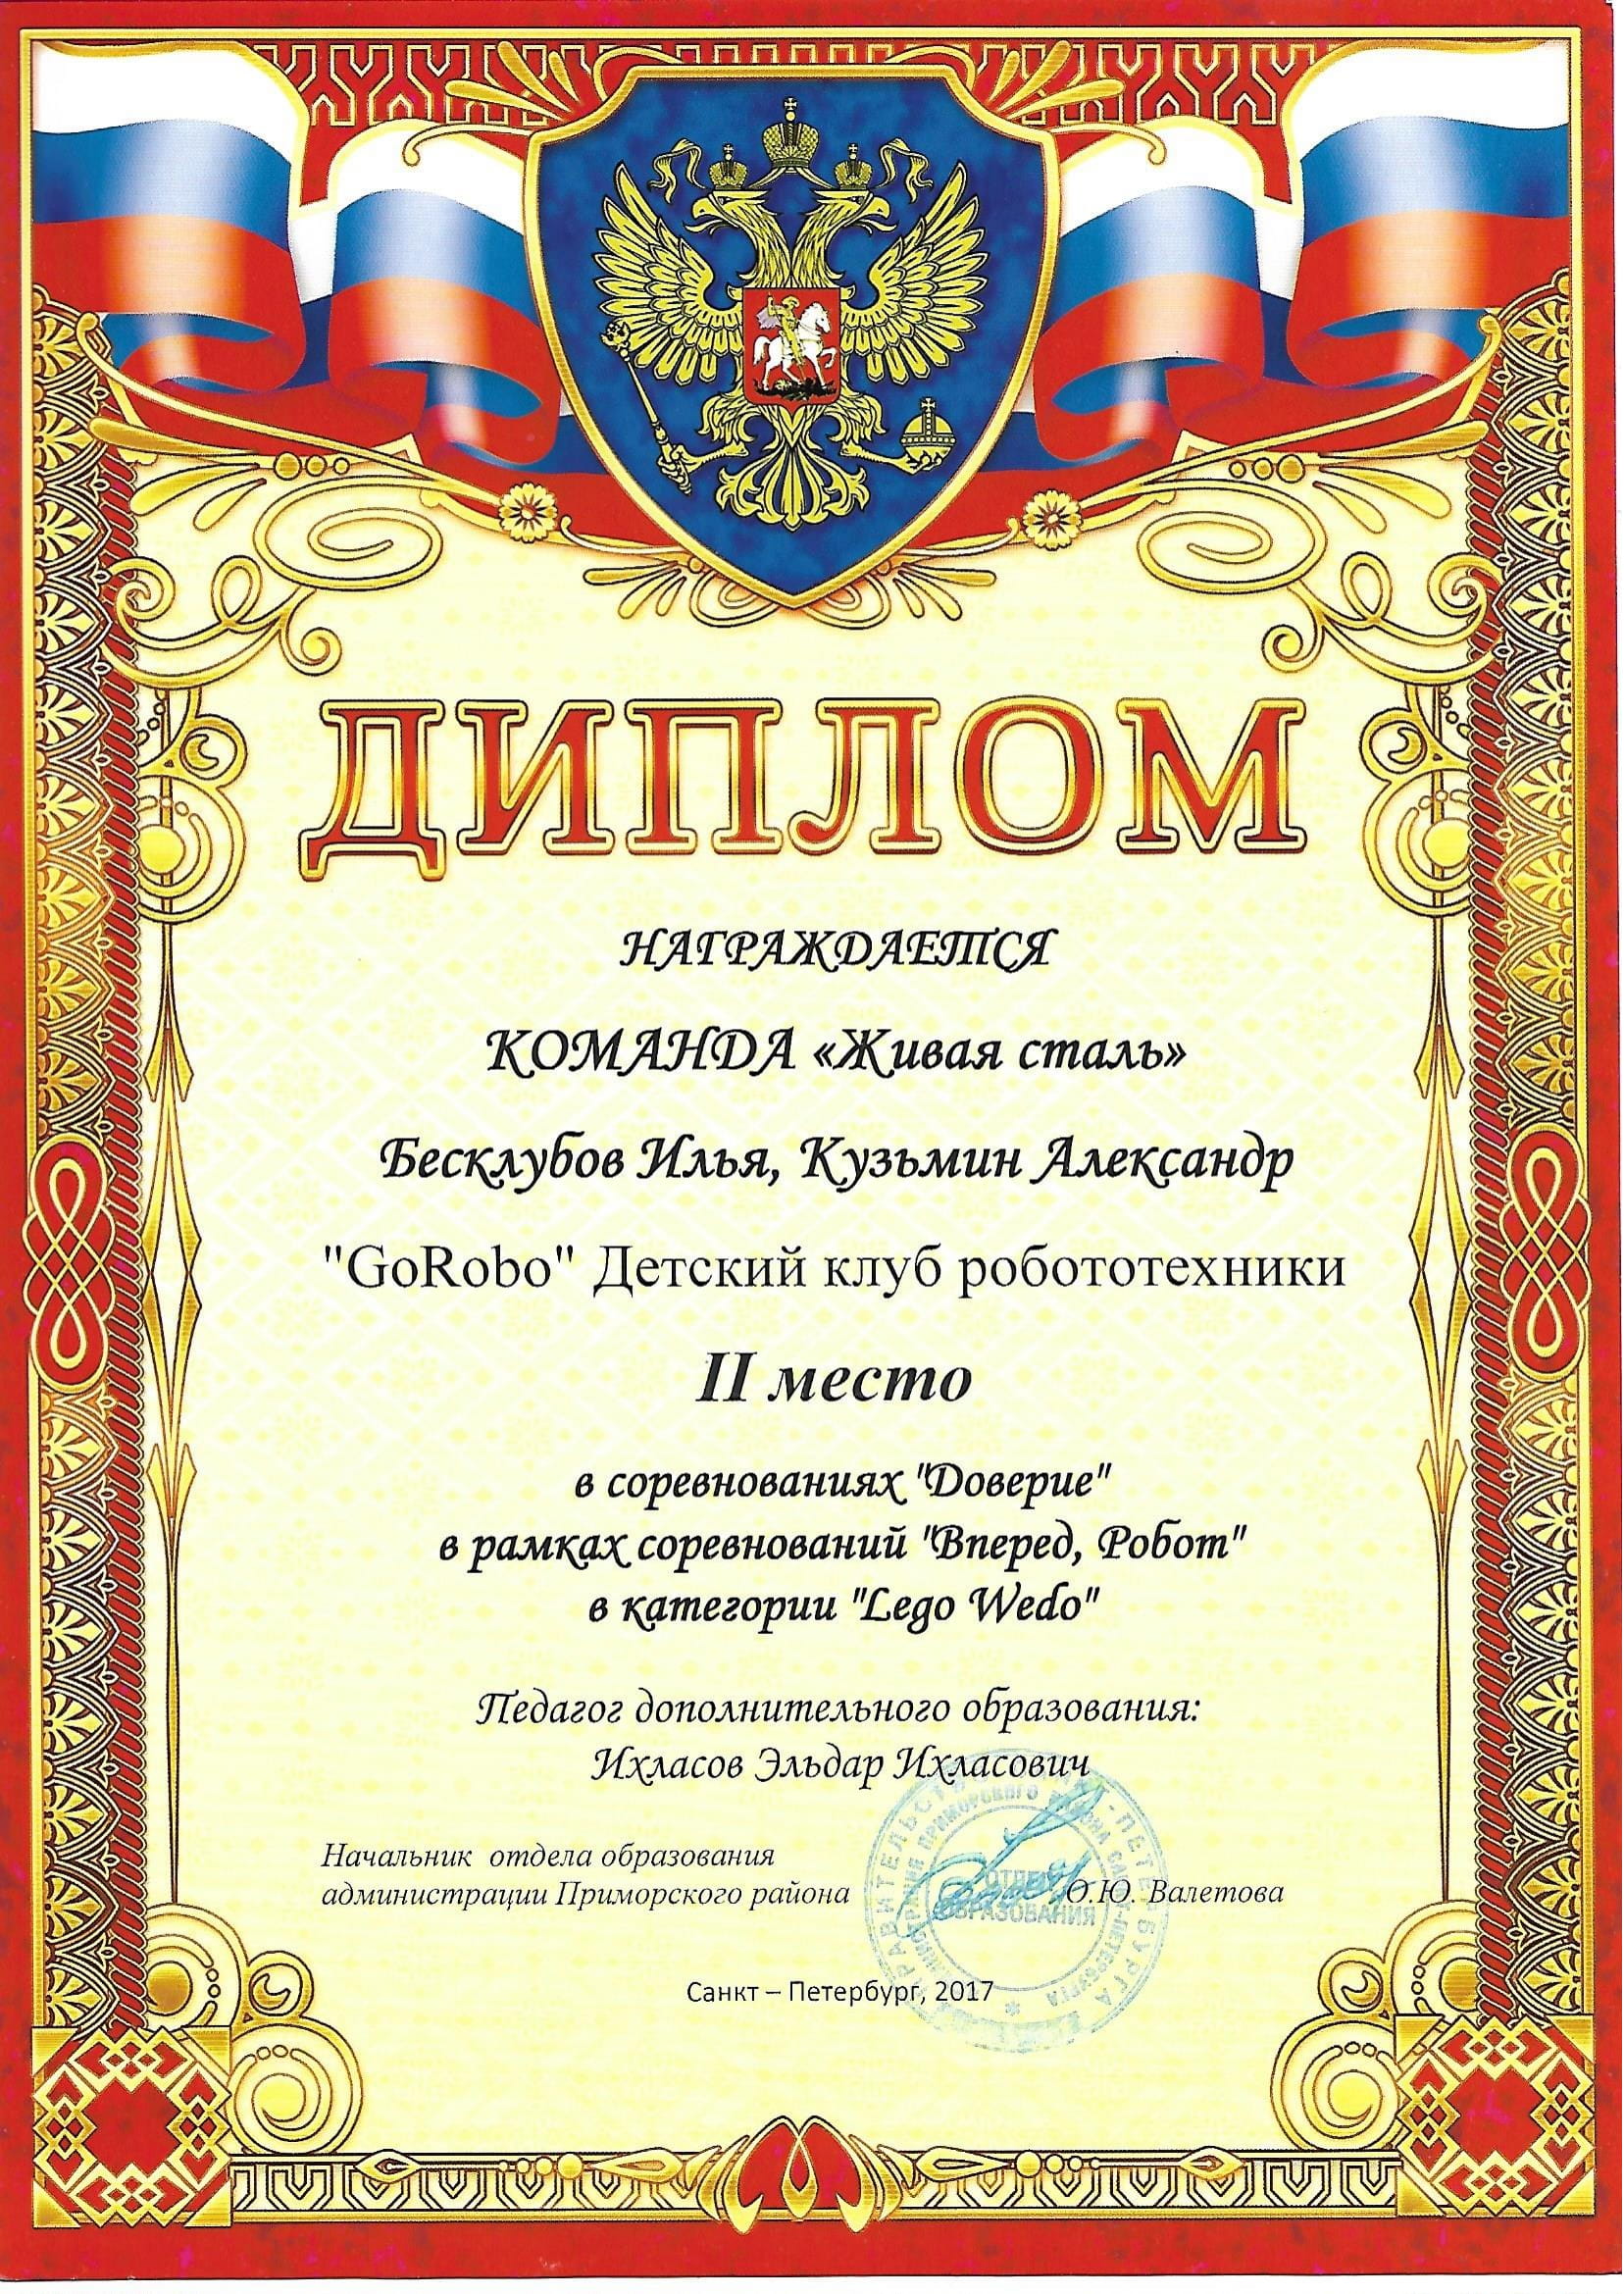 ДИПЛОМ
НАГРАЖДАЕТСЯ
КОМАНДА «Живая сталь»
Бесклубов Илья, Кузьмин Александр
"GoRobo" Детский клуб робототехники
II место
в соревнованиях "Доверие"
в рамках соревнований "Вперед, Робот"
в категории "Lego Wedo"
Педагог дополнительного образования:
Ихласов Эльдар Ихласович
Начальник отдела образования
администрации Приморского района О.Ю. Валетова
ОТДЕЛ
ОБРАЗОВАНИЯ
Санкт – Петербург, 2017